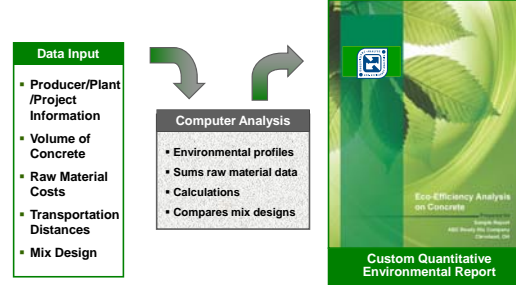 Data Input
▪ Producer/Plant
/Project
Information
▪ Volume of
Concrete
▪ Raw Material
Costs
▪ Transportation
Distances
▪ Mix Design
Computer Analysis
▪ Environmental profiles
▪ Sums raw material data
▪ Calculations
▪ Compares mix designs
Eco-Efficiency Analysis
on Concrete
Prepared for
Sample Report
ABC Ready Mix Company
Cleveland, OH
Custom Quantitative
Environmental Report